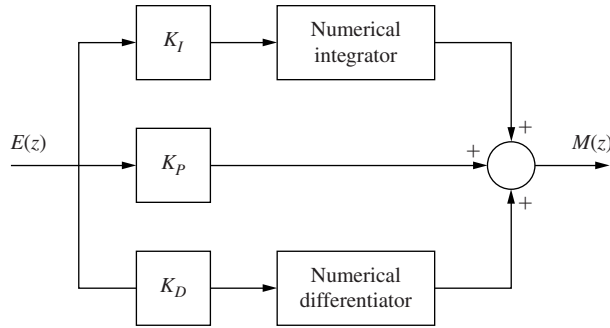 K_I
Numerical
integrator
+
E(z)
K_P
+
M(z)
+
K_D
Numerical
differentiator